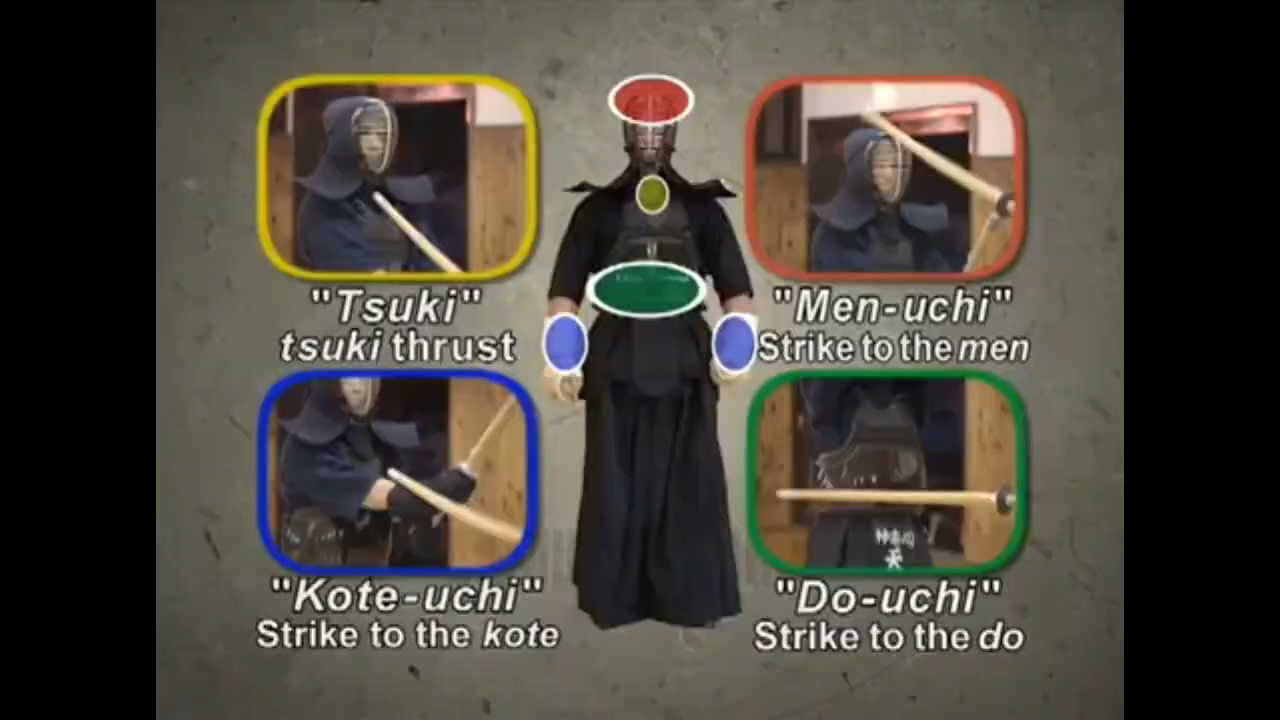 "Tsuki"
tsuki thrust
"Men-uchi"
Strike to the men
"Kote-uchi"
Strike to the kote
"Do-uchi"
Strike to the do